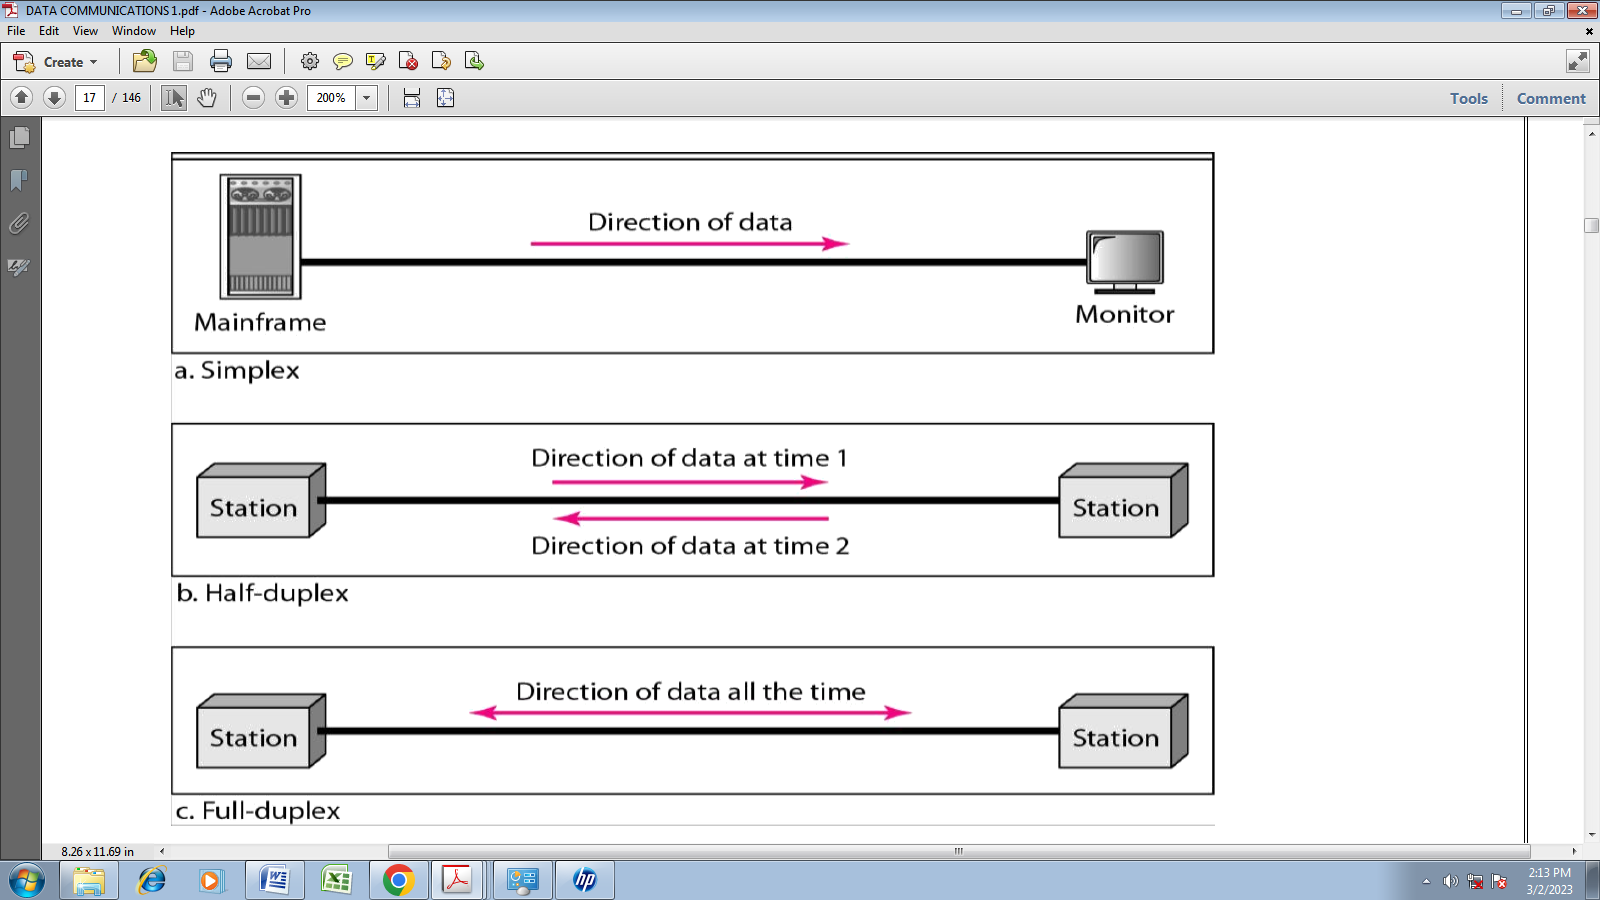 DATA COMMUNICATIONS 1.pdf - Adobe Acrobat Pro
File Edit View Window Help
Create
17 / 146 200% Tools Comment
Direction of data
Mainframe
Monitor
a. Simplex
Direction of data at time 1
Station Station
Direction of data at time 2
b. Half-duplex
Direction of data all the time
Station Station
c. Full-duplex
8.26 x 11.69 in
2:13 PM
3/2/2023